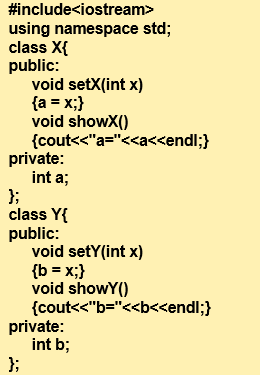 #include<iostream>
using namespace std;
class X{
public:
void setX(int x)
{a = x;}
void showX()
{cout<<"a="<<a<<endl;}
private:
int a;
};
class Y{
public:
void setY(int x)
{b = x;}
void showY()
{cout<<"b="<<b<<endl;}
private:
int b;
};